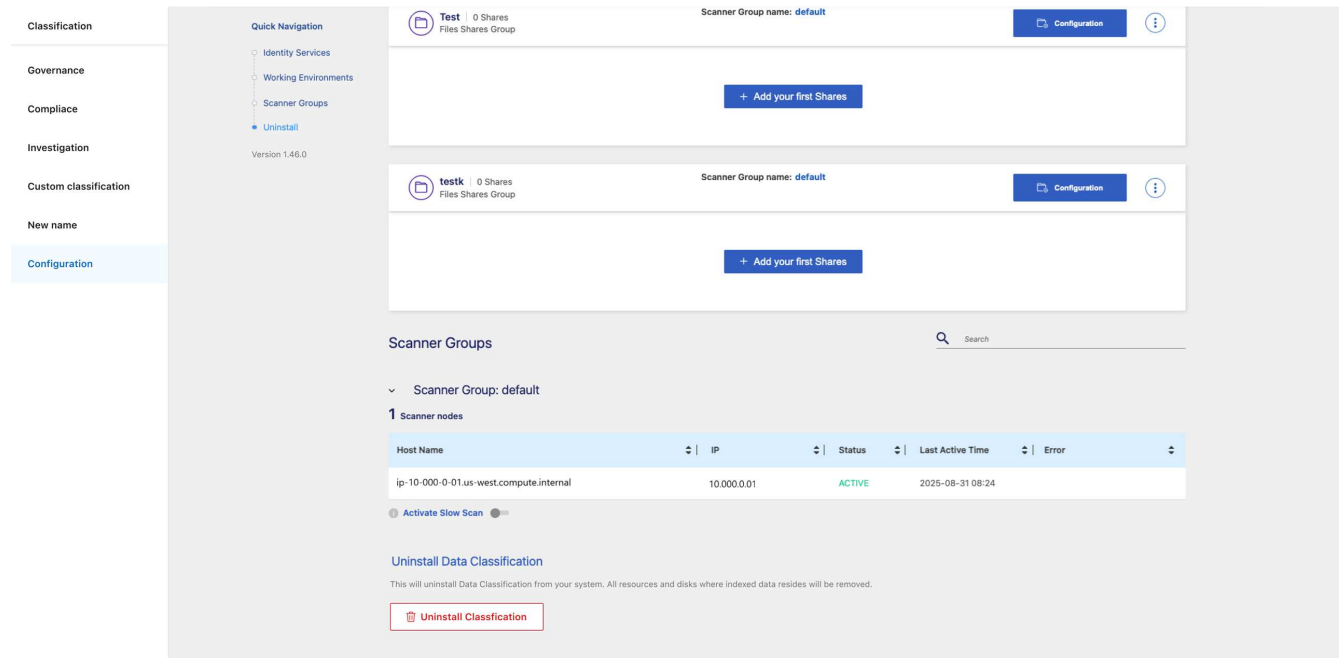 Classification
Governance
Compliace
Investigation
Custom classification
New name
Configuration
Quick Navigation
Identity Services
Working Environments
Scanner Groups
Uninstall
Version 1.46.0
Test | 0 Shares
Files Shares Group
Scanner Group name: default
Configuration
+ Add your first Shares
testk | 0 Shares
Files Shares Group
Scanner Group name: default
Configuration
+ Add your first Shares
Scanner Groups
Search
Scanner Group: default
1 Scanner nodes
Host Name IP Status Last Active Time Error
ip-10-000-0-01.us-west.compute.internal 10.000.0.01 ACTIVE 2025-08-31 08:24
Activate Slow Scan
Uninstall Data Classification
This will uninstall Data Classification from your system. All resources and disks where indexed data resides will be removed.
Uninstall Classfication